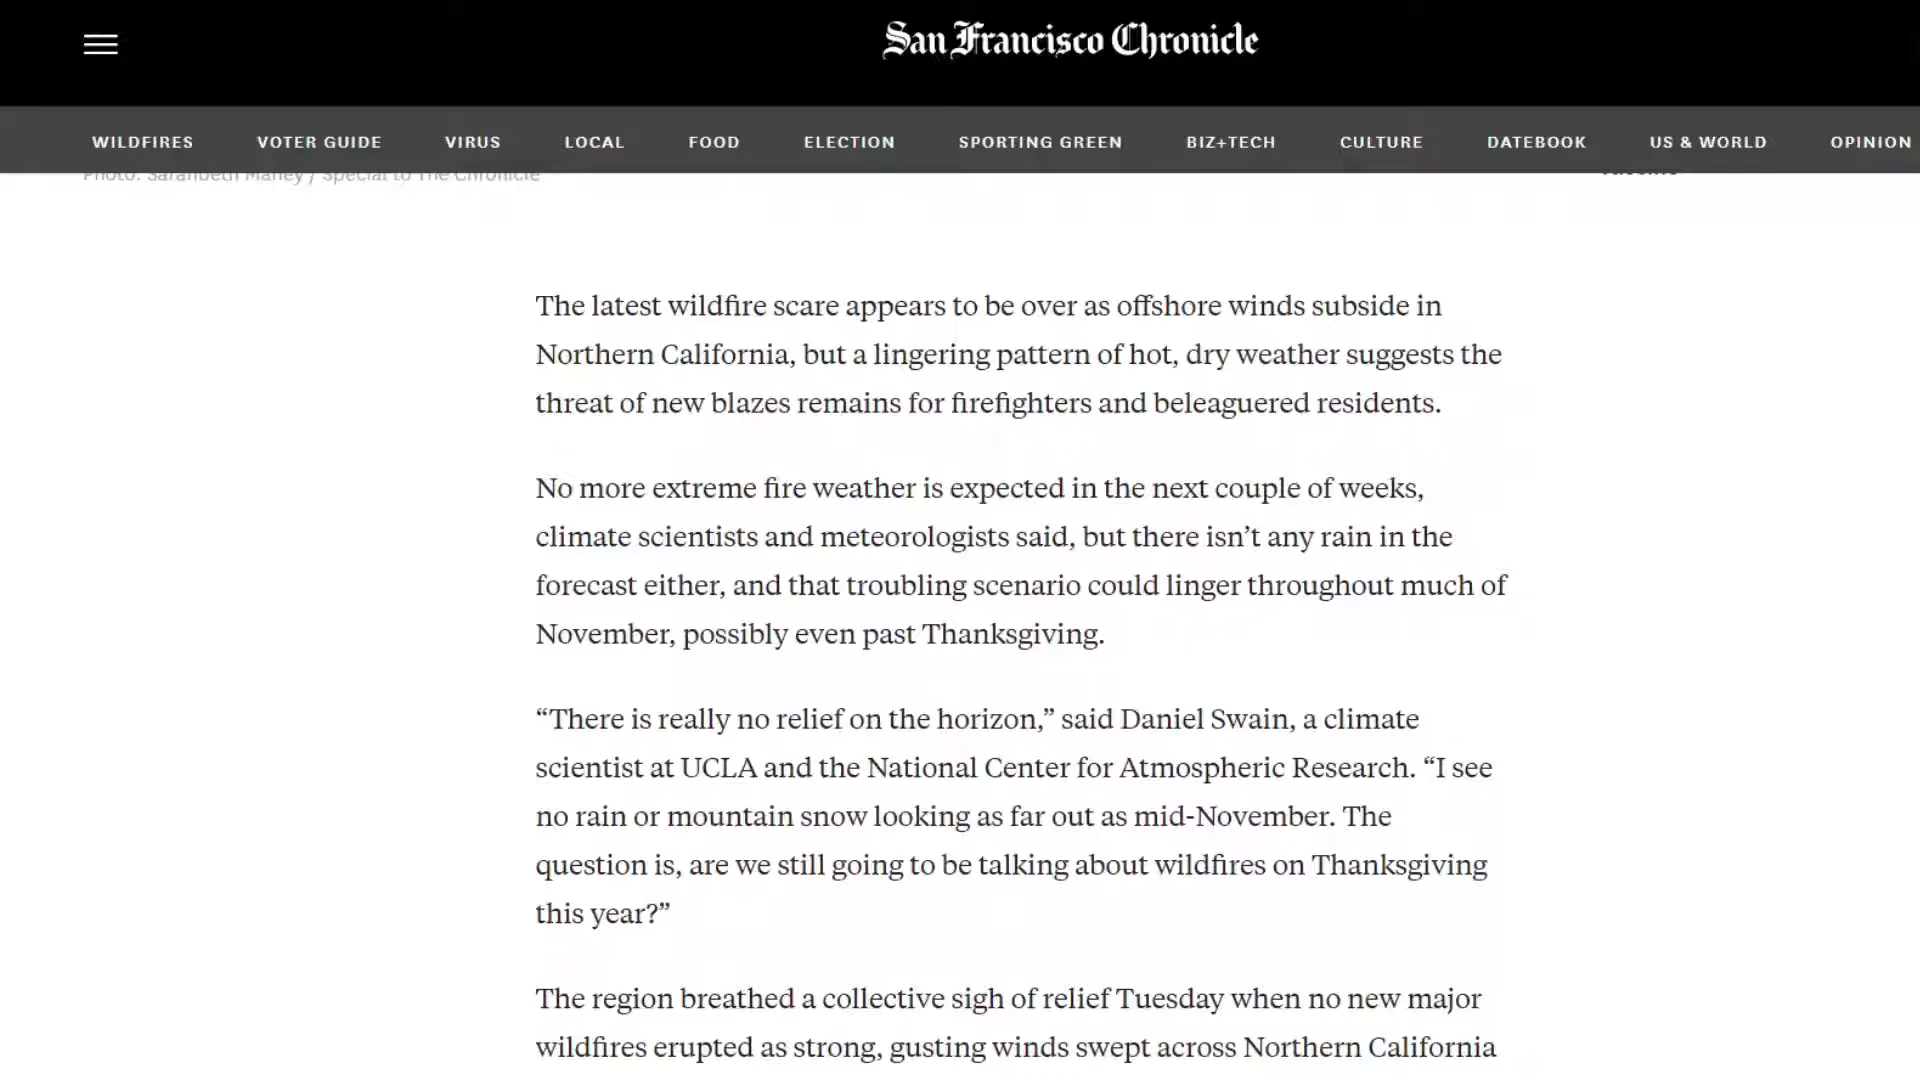 San Francisco Chronicle
WILDFIRES VOTER GUIDE VIRUS LOCAL FOOD ELECTION SPORTING GREEN BIZ+TECH CULTURE DATEBOOK US & WORLD OPINION
Photo: Sarahbeth Maney / Special to The Chronicle
The latest wildfire scare appears to be over as offshore winds subside in
Northern California, but a lingering pattern of hot, dry weather suggests the
threat of new blazes remains for firefighters and beleaguered residents.
No more extreme fire weather is expected in the next couple of weeks,
climate scientists and meteorologists said, but there isn’t any rain in the
forecast either, and that troubling scenario could linger throughout much of
November, possibly even past Thanksgiving.
“There is really no relief on the horizon,” said Daniel Swain, a climate
scientist at UCLA and the National Center for Atmospheric Research. “I see
no rain or mountain snow looking as far out as mid-November. The
question is, are we still going to be talking about wildfires on Thanksgiving
this year?”
The region breathed a collective sigh of relief Tuesday when no new major
wildfires erupted as strong, gusting winds swept across Northern California